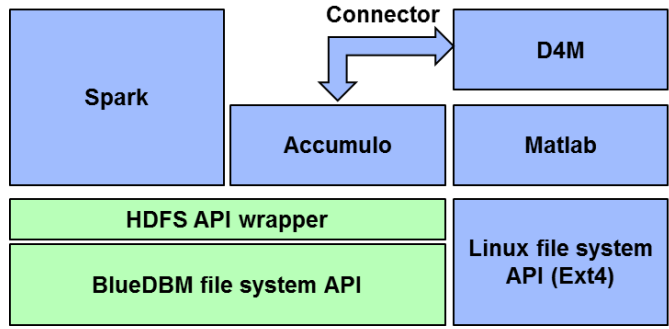 Connector
D4M
Spark
Accumulo
Matlab
HDFS API wrapper
BlueDBM file system API
Linux file system
API (Ext4)